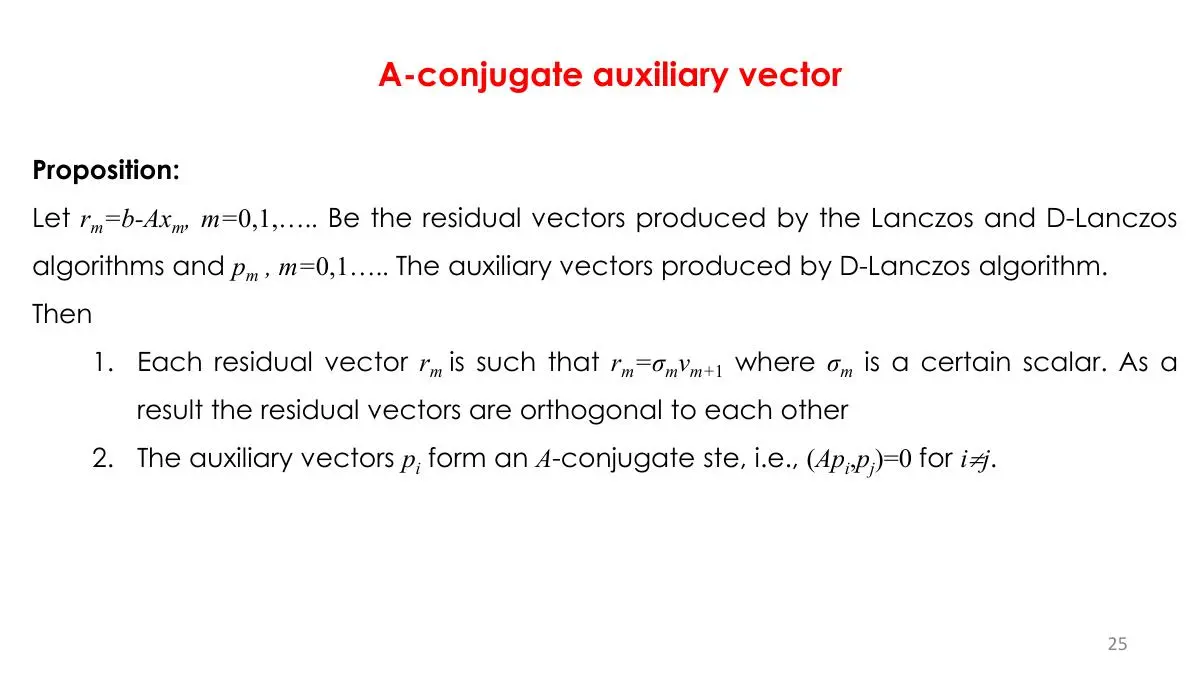 A-conjugate auxiliary vector
Proposition:
Let rₘ=b-Axₘ, m=0,1,….. Be the residual vectors produced by the Lanczos and D-Lanczos
algorithms and pₘ , m=0,1….. The auxiliary vectors produced by D-Lanczos algorithm.
Then
1. Each residual vector rₘ is such that rₘ=σₘvₘ₊₁ where σₘ is a certain scalar. As a
result the residual vectors are orthogonal to each other
2. The auxiliary vectors pᵢ form an A-conjugate ste, i.e., (Apᵢ,pⱼ)=0 for i≠j.
25